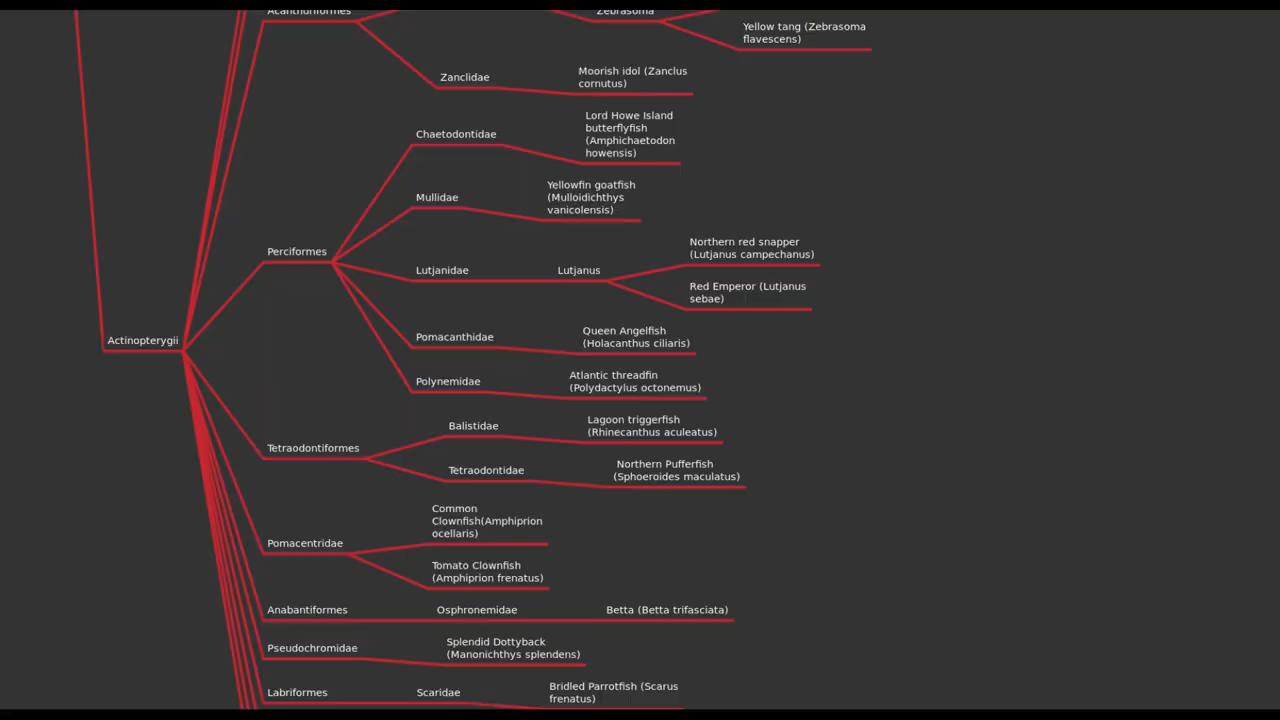 Acanthuriformes
Zebrasoma
Yellow tang (Zebrasoma
flavescens)
Zanclidae
Moorish idol (Zanclus
cornutus)
Chaetodontidae
Lord Howe Island
butterflyfish
(Amphichaetodon
howensis)
Mullidae
Yellowfin goatfish
(Mulloidichthys
vanicolensis)
Perciformes
Lutjanidae
Lutjanus
Northern red snapper
(Lutjanus campechanus)
Red Emperor (Lutjanus
sebae)
Pomacanthidae
Queen Angelfish
(Holacanthus ciliaris)
Actinopterygii
Polynemidae
Atlantic threadfin
(Polydactylus octonemus)
Tetraodontiformes
Balistidae
Lagoon triggerfish
(Rhinecanthus aculeatus)
Tetraodontidae
Northern Pufferfish
(Sphoeroides maculatus)
Pomacentridae
Common
Clownfish(Amphiprion
ocellaris)
Tomato Clownfish
(Amphiprion frenatus)
Anabantiformes
Osphronemidae
Betta (Betta trifasciata)
Pseudochromidae
Splendid Dottyback
(Manonichthys splendens)
Labriformes
Scaridae
Bridled Parrotfish (Scarus
frenatus)